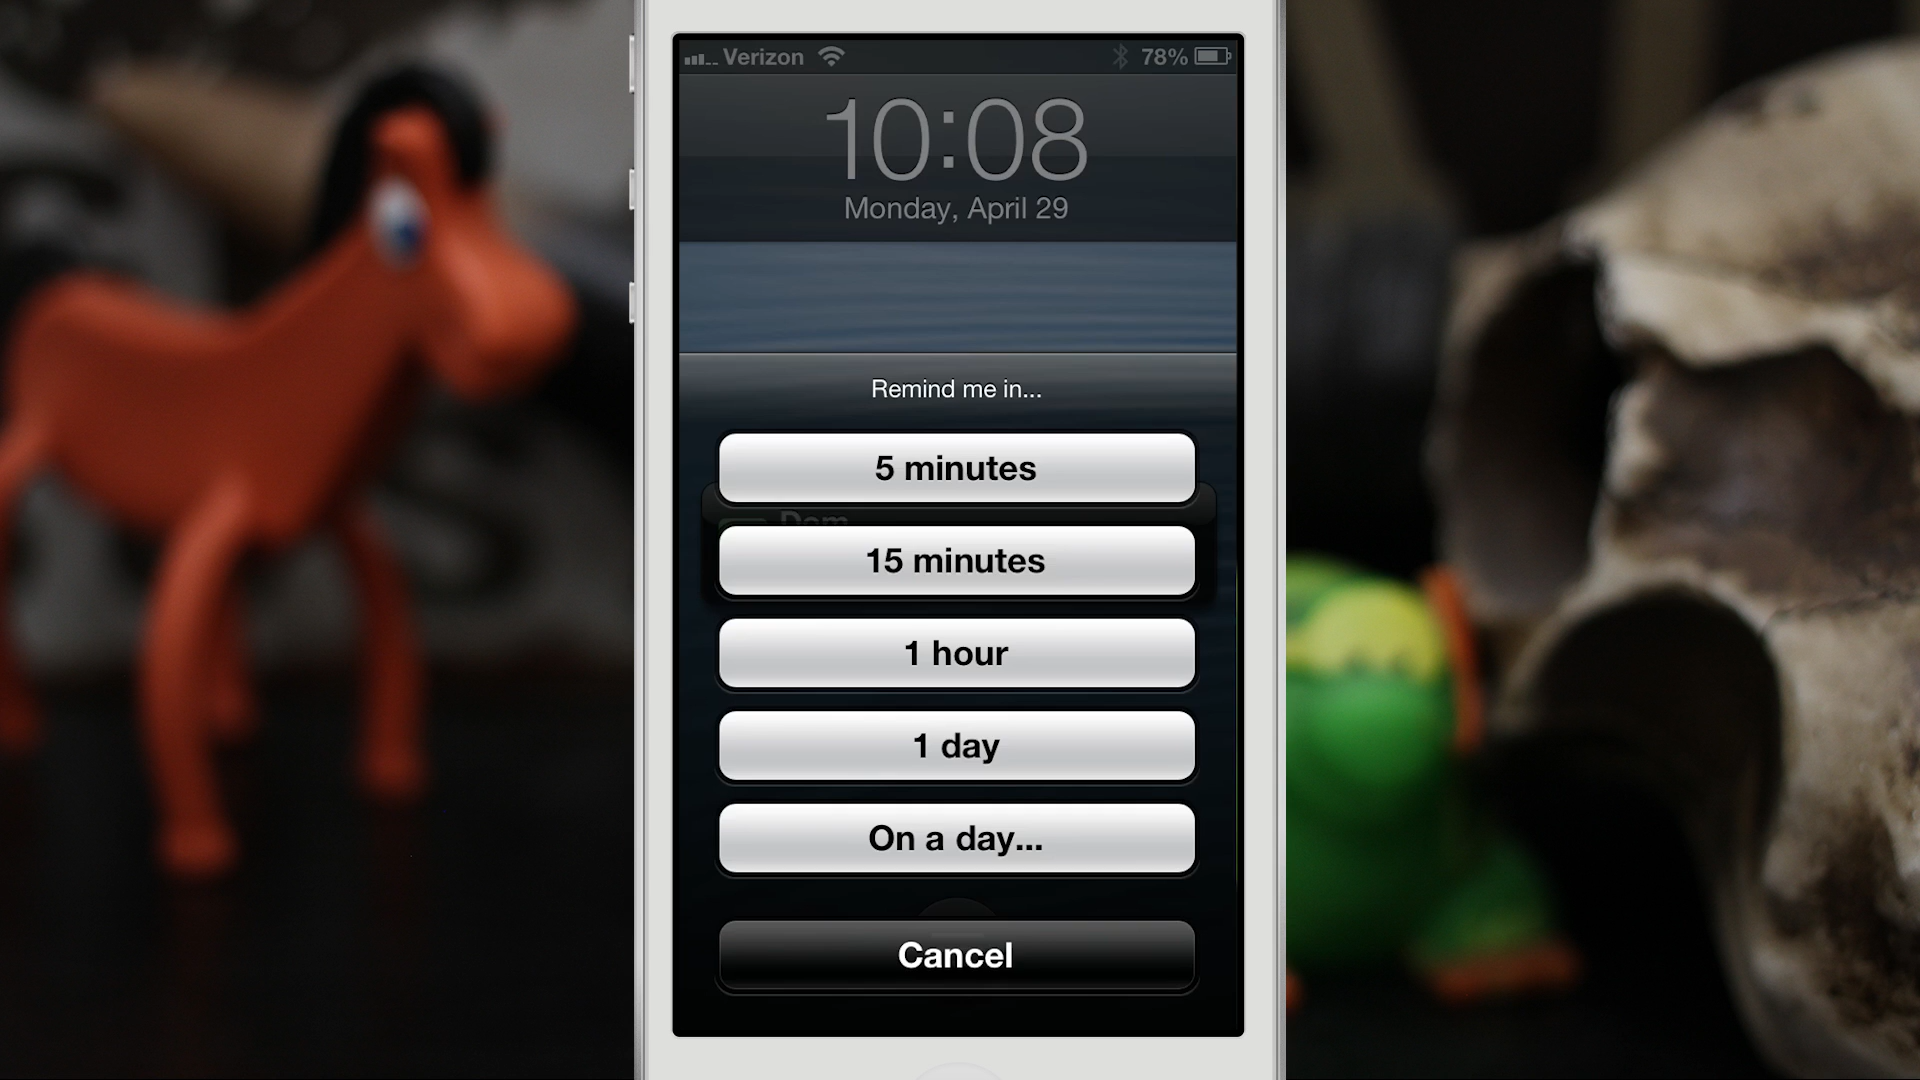 Verizon 78%
10:08
Monday, April 29
Remind me in...
5 minutes
15 minutes
1 hour
1 day
On a day...
Cancel